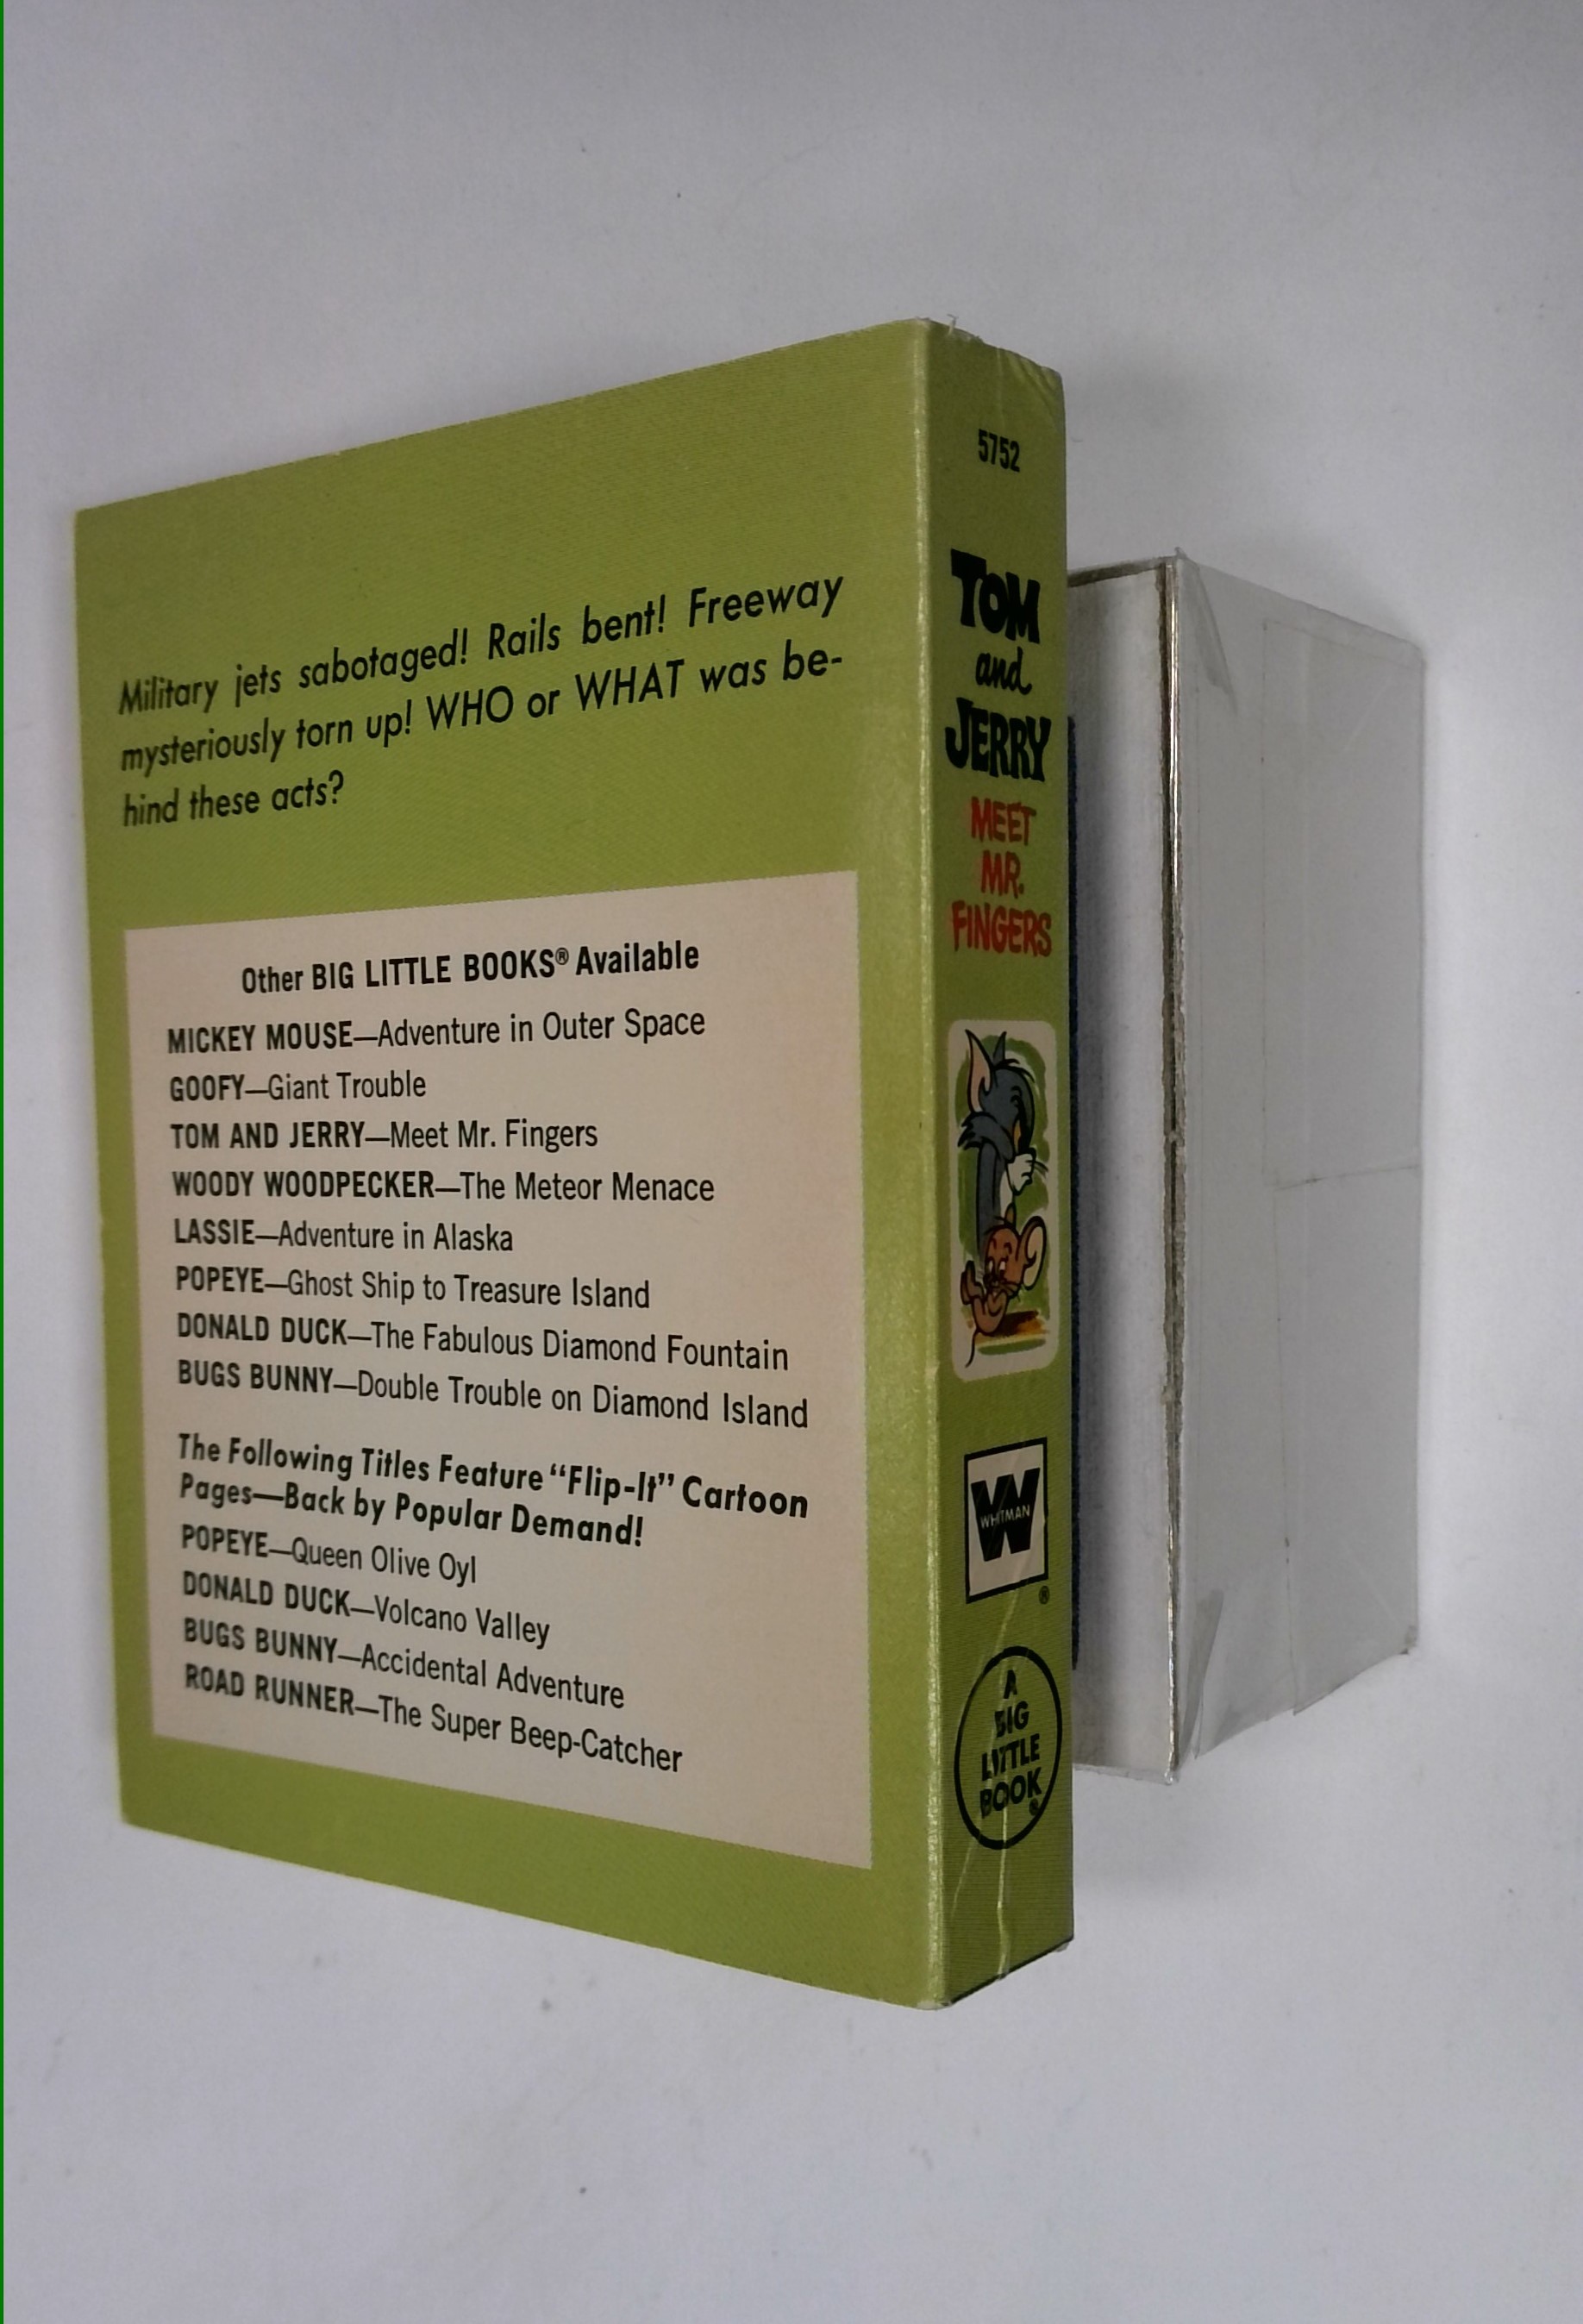 Military jets sabotaged! Rails bent! Freeway
mysteriously torn up! WHO or WHAT was be-
hind these acts?
Other BIG LITTLE BOOKS® Available
MICKEY MOUSE—Adventure in Outer Space
GOOFY—Giant Trouble
TOM AND JERRY—Meet Mr. Fingers
WOODY WOODPECKER—The Meteor Menace
LASSIE—Adventure in Alaska
POPEYE—Ghost Ship to Treasure Island
DONALD DUCK—The Fabulous Diamond Fountain
BUGS BUNNY—Double Trouble on Diamond Island
The Following Titles Feature “Flip-It” Cartoon
Pages—Back by Popular Demand!
POPEYE—Queen Olive Oyl
DONALD DUCK—Volcano Valley
BUGS BUNNY—Accidental Adventure
ROAD RUNNER—The Super Beep-Catcher
5752
TOM
and
JERRY
MEET
MR.
FINGERS
W
WHITMAN
®
A
BIG
LITTLE
BOOK
®